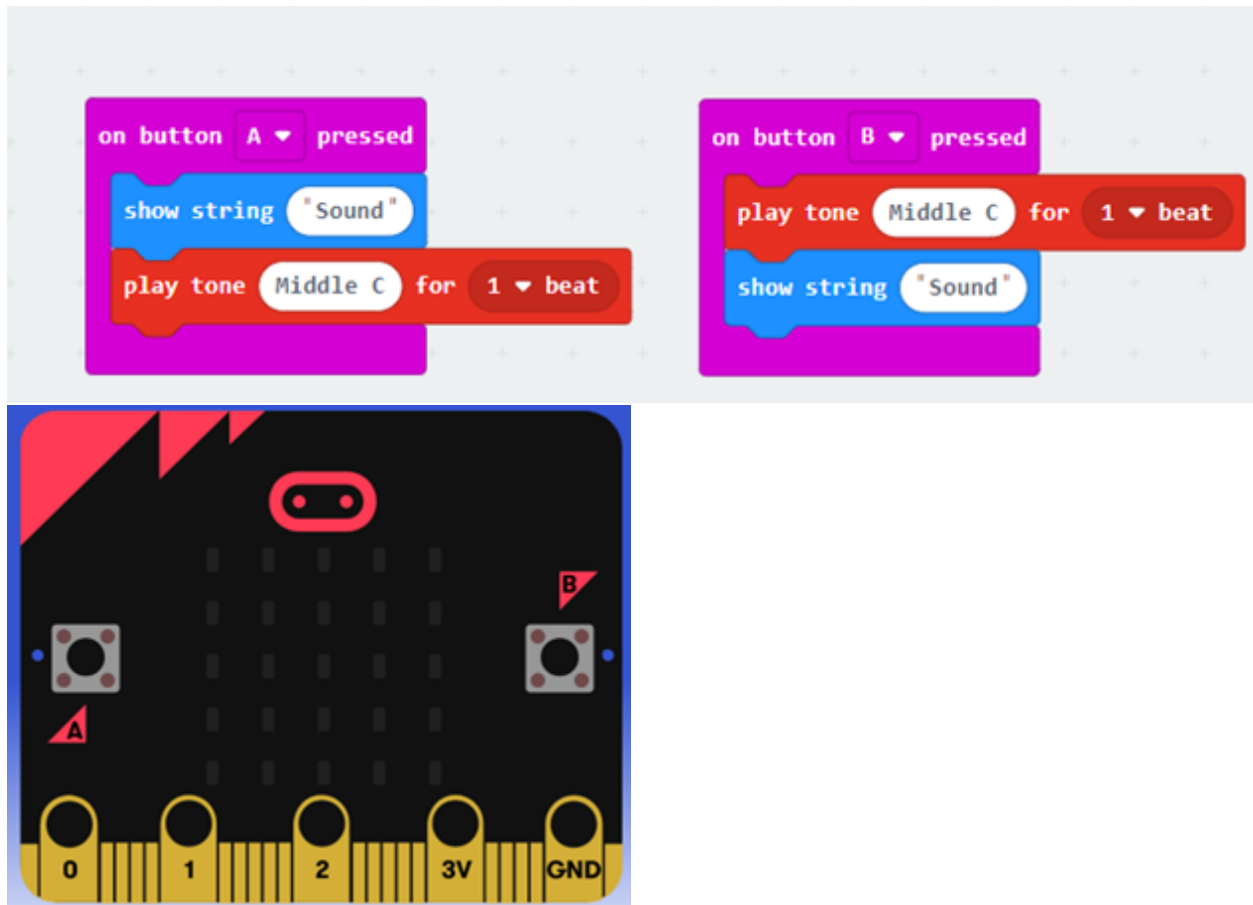 on button A pressed
show string "Sound"
play tone Middle C for 1 beat
on button B pressed
play tone Middle C for 1 beat
show string "Sound"
B
A
0 1 2 3V GND